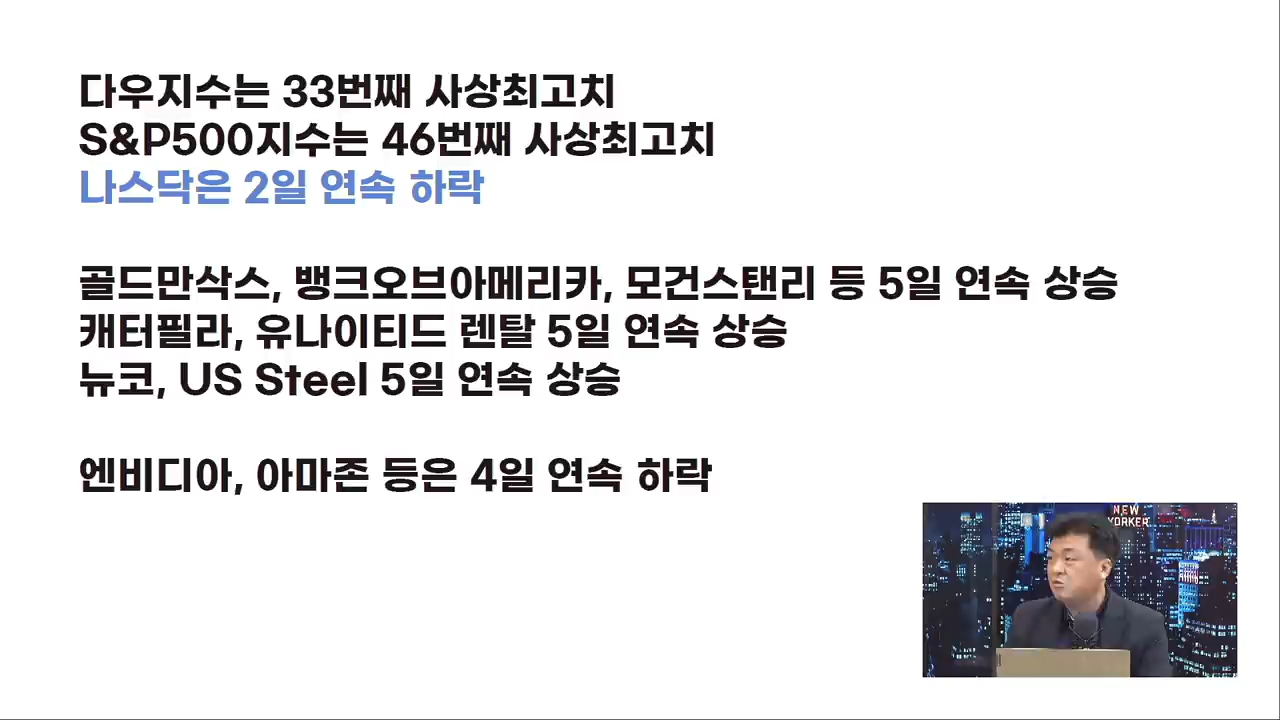 다우지수는 33번째 사상최고치
S&P500지수는 46번째 사상최고치
나스닥은 2일 연속 하락
골드만삭스, 뱅크오브아메리카, 모건스탠리 등 5일 연속 상승
캐터필라, 유나이티드 렌탈 5일 연속 상승
뉴코, US Steel 5일 연속 상승
엔비디아, 아마존 등은 4일 연속 하락
NEW
YORKER